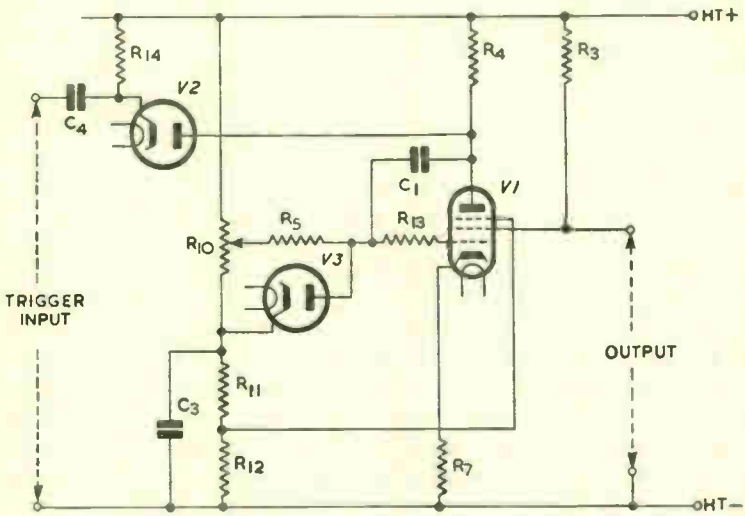 HT+
R14
R4
R3
V2
C4
C1
V1
R5
R13
R10
V3
TRIGGER
INPUT
OUTPUT
R11
C3
R12
R7
HT−